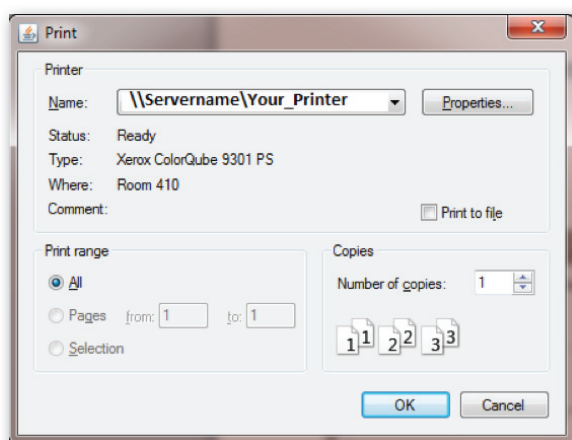 Print
Printer
Name: \\Servername\Your_Printer Properties...
Status: Ready
Type: Xerox ColorQube 9301 PS
Where: Room 410
Comment: Print to file
Print range
All
Pages from: 1 to: 1
Selection
Copies
Number of copies: 1
1 1 2 2 3 3
OK Cancel